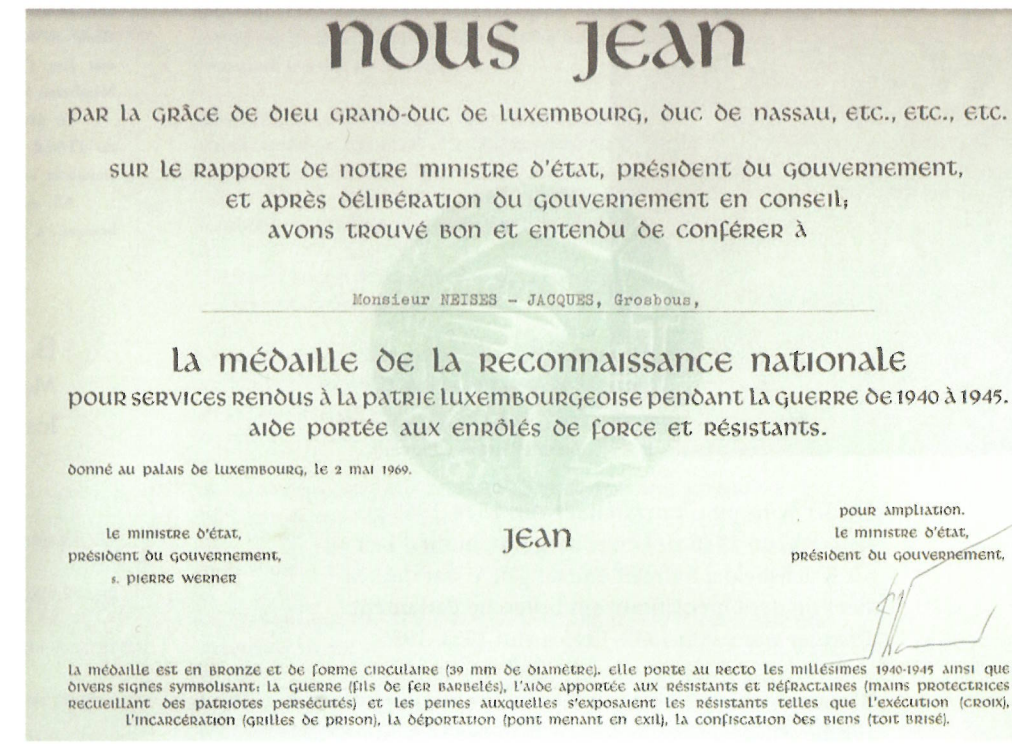 NOUS JEAN
PAR LA GRÂCE DE DIEU GRAND-DUC DE LUXEMBOURG, DUC DE NASSAU, ETC., ETC., ETC.
SUR LE RAPPORT DE NOTRE MINISTRE D'ÉTAT, PRÉSIDENT DU GOUVERNEMENT,
ET APRÈS DÉLIBÉRATION DU GOUVERNEMENT EN CONSEIL;
AVONS TROUVÉ BON ET ENTENDU DE CONFÉRER À
Monsieur NEISES - JACQUES, Grosbous,
LA MÉDAILLE DE LA RECONNAISSANCE NATIONALE
POUR SERVICES RENDUS À LA PATRIE LUXEMBOURGEOISE PENDANT LA GUERRE DE 1940 À 1945.
AIDE PORTÉE AUX ENRÔLÉS DE FORCE ET RÉSISTANTS.
DONNÉ AU PALAIS DE LUXEMBOURG, LE 2 MAI 1969.
LE MINISTRE D'ÉTAT,
PRÉSIDENT DU GOUVERNEMENT,
S. PIERRE WERNER
JEAN
POUR AMPLIATION.
LE MINISTRE D'ÉTAT,
PRÉSIDENT DU GOUVERNEMENT,
LA MÉDAILLE EST EN BRONZE ET DE FORME CIRCULAIRE (39 MM DE DIAMÈTRE). ELLE PORTE AU RECTO LES MILLÉSIMES 1940-1945 AINSI QUE
DIVERS SIGNES SYMBOLISANT: LA GUERRE (FILS DE FER BARBELÉS), L'AIDE APPORTÉE AUX RÉSISTANTS ET RÉFRACTAIRES (MAINS PROTECTRICES
RECUEILLANT DES PATRIOTES PERSÉCUTÉS) ET LES PEINES AUXQUELLES S'EXPOSAIENT LES RÉSISTANTS TELLES QUE L'EXÉCUTION (CROIX),
L'INCARCÉRATION (GRILLES DE PRISON), LA DÉPORTATION (PONT MENANT EN EXIL), LA CONFISCATION DES BIENS (TOIT BRISÉ).